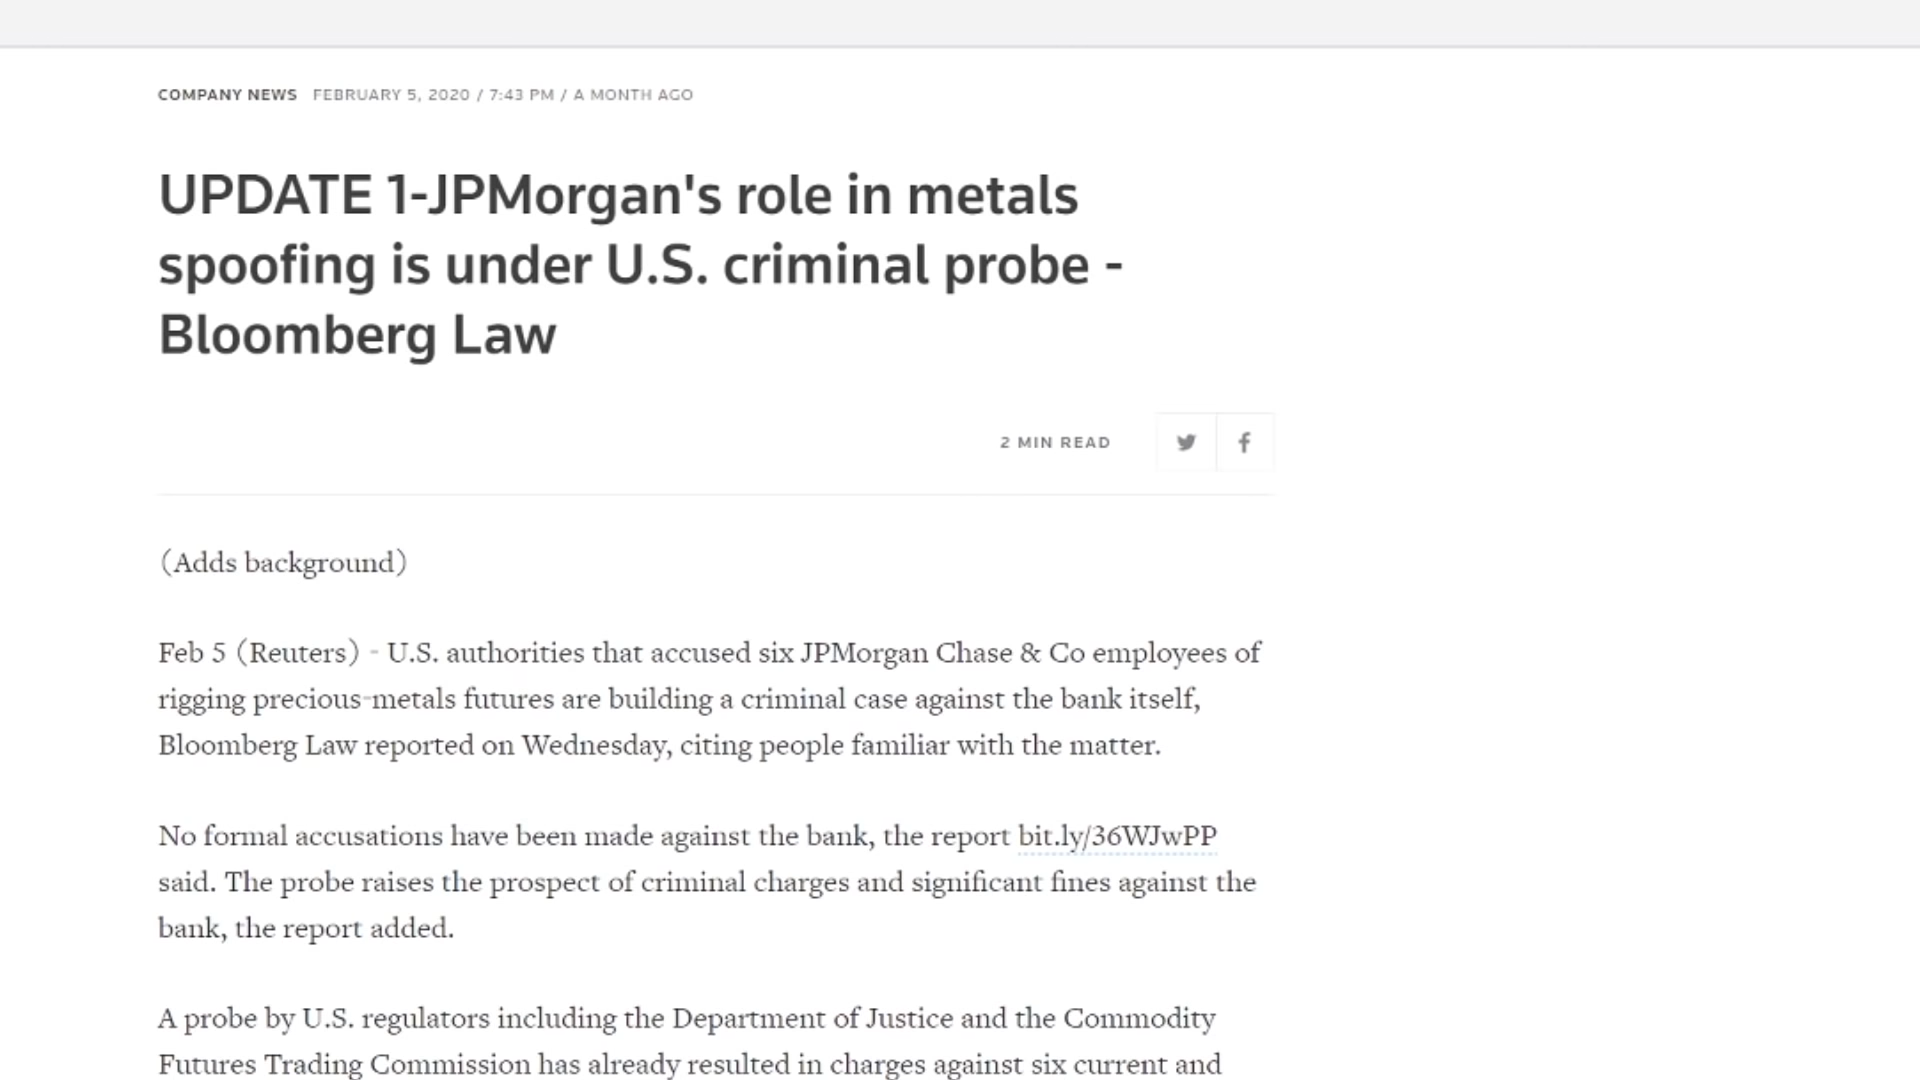 COMPANY NEWS FEBRUARY 5, 2020 / 7:43 PM / A MONTH AGO
UPDATE 1-JPMorgan's role in metals
spoofing is under U.S. criminal probe -
Bloomberg Law
2 MIN READ
(Adds background)
Feb 5 (Reuters) - U.S. authorities that accused six JPMorgan Chase & Co employees of
rigging precious-metals futures are building a criminal case against the bank itself,
Bloomberg Law reported on Wednesday, citing people familiar with the matter.
No formal accusations have been made against the bank, the report bit.ly/36WJwPP
said. The probe raises the prospect of criminal charges and significant fines against the
bank, the report added.
A probe by U.S. regulators including the Department of Justice and the Commodity
Futures Trading Commission has already resulted in charges against six current and